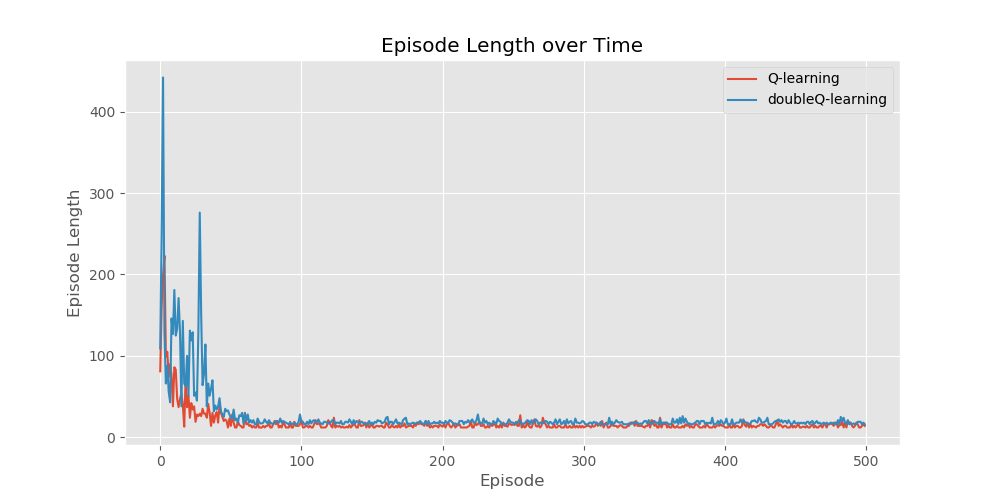 Episode Length over Time
Q-learning
doubleQ-learning
400
300
200
100
0
Episode Length
0 100 200 300 400 500
Episode